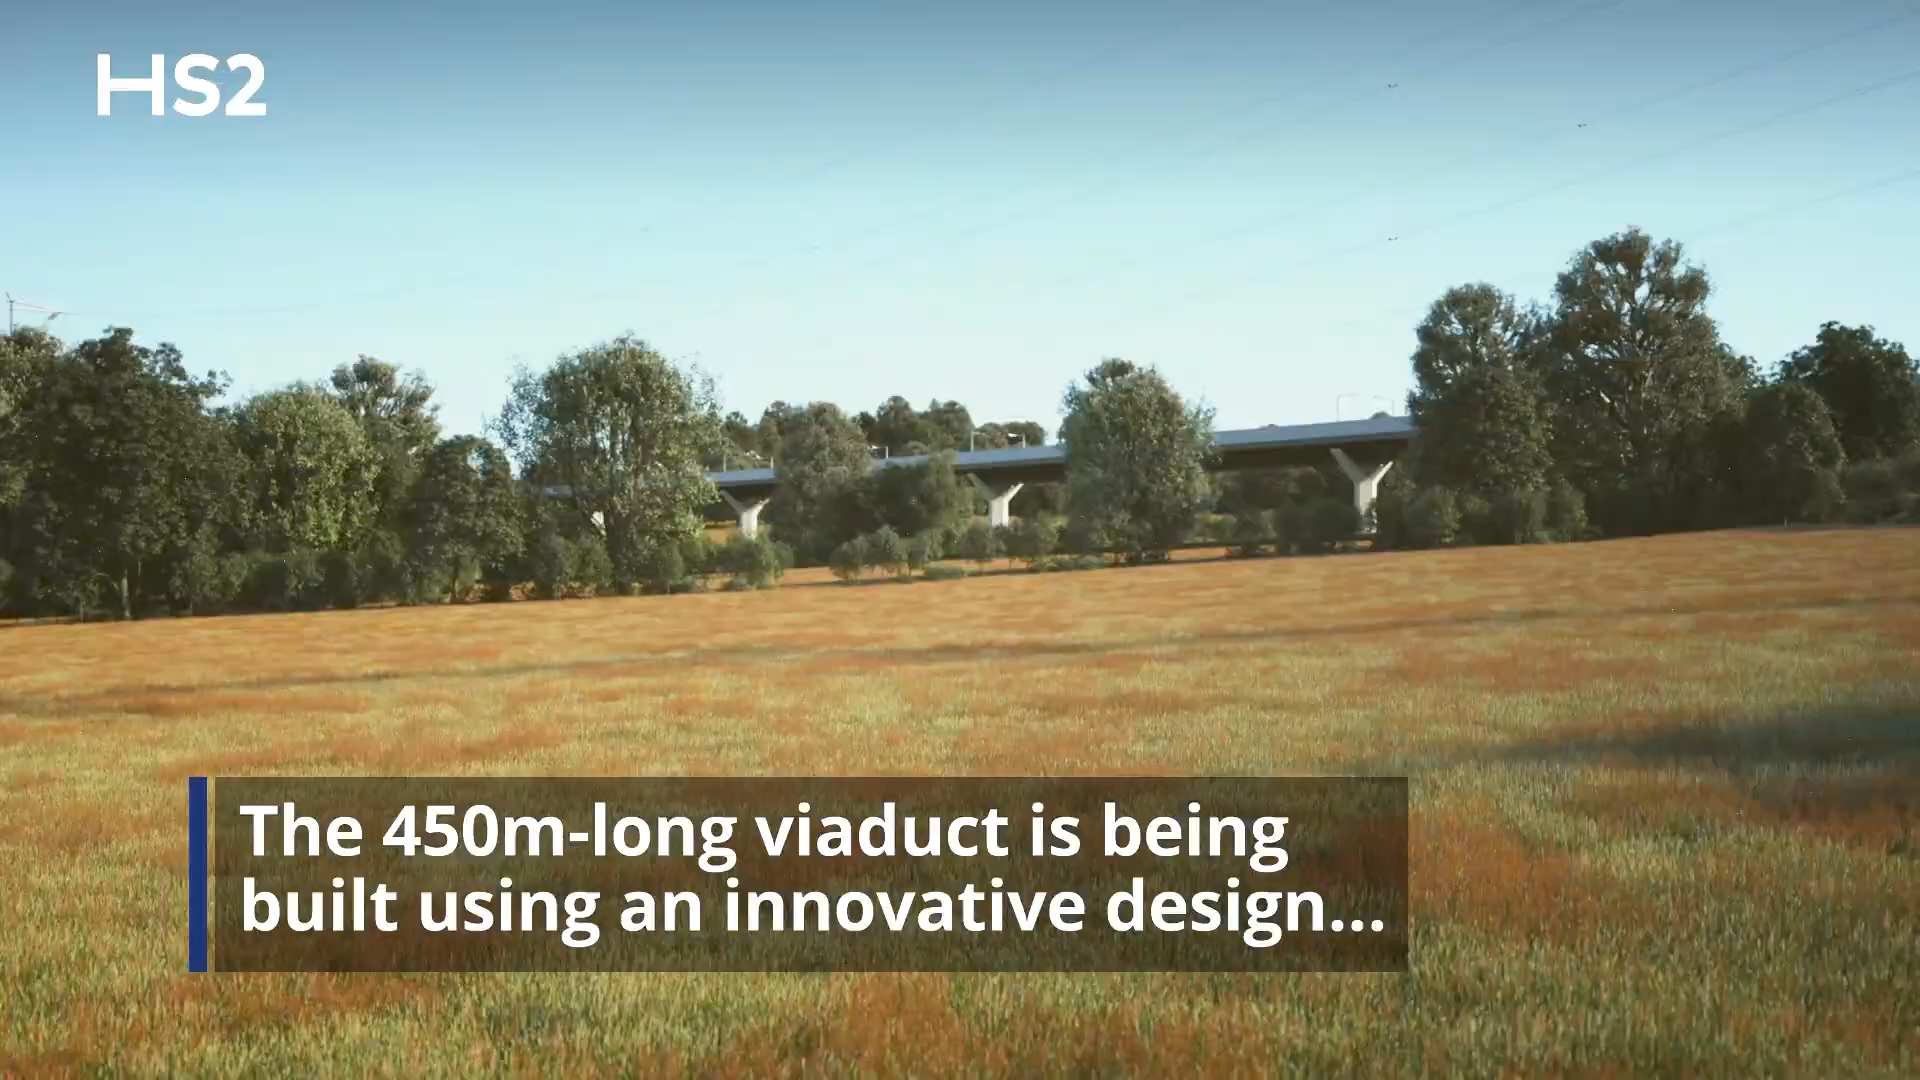 HS2
The 450m-long viaduct is being
built using an innovative design...